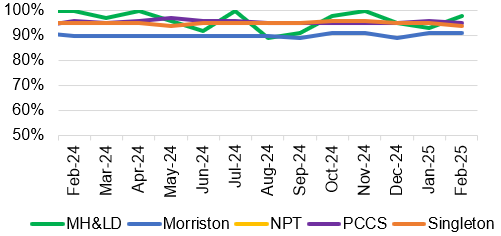 100%
90%
80%
70%
60%
50%
Feb-24
Mar-24
Apr-24
May-24
Jun-24
Jul-24
Aug-24
Sep-24
Oct-24
Nov-24
Dec-24
Jan-25
Feb-25
MH&LD Morriston NPT PCCS Singleton